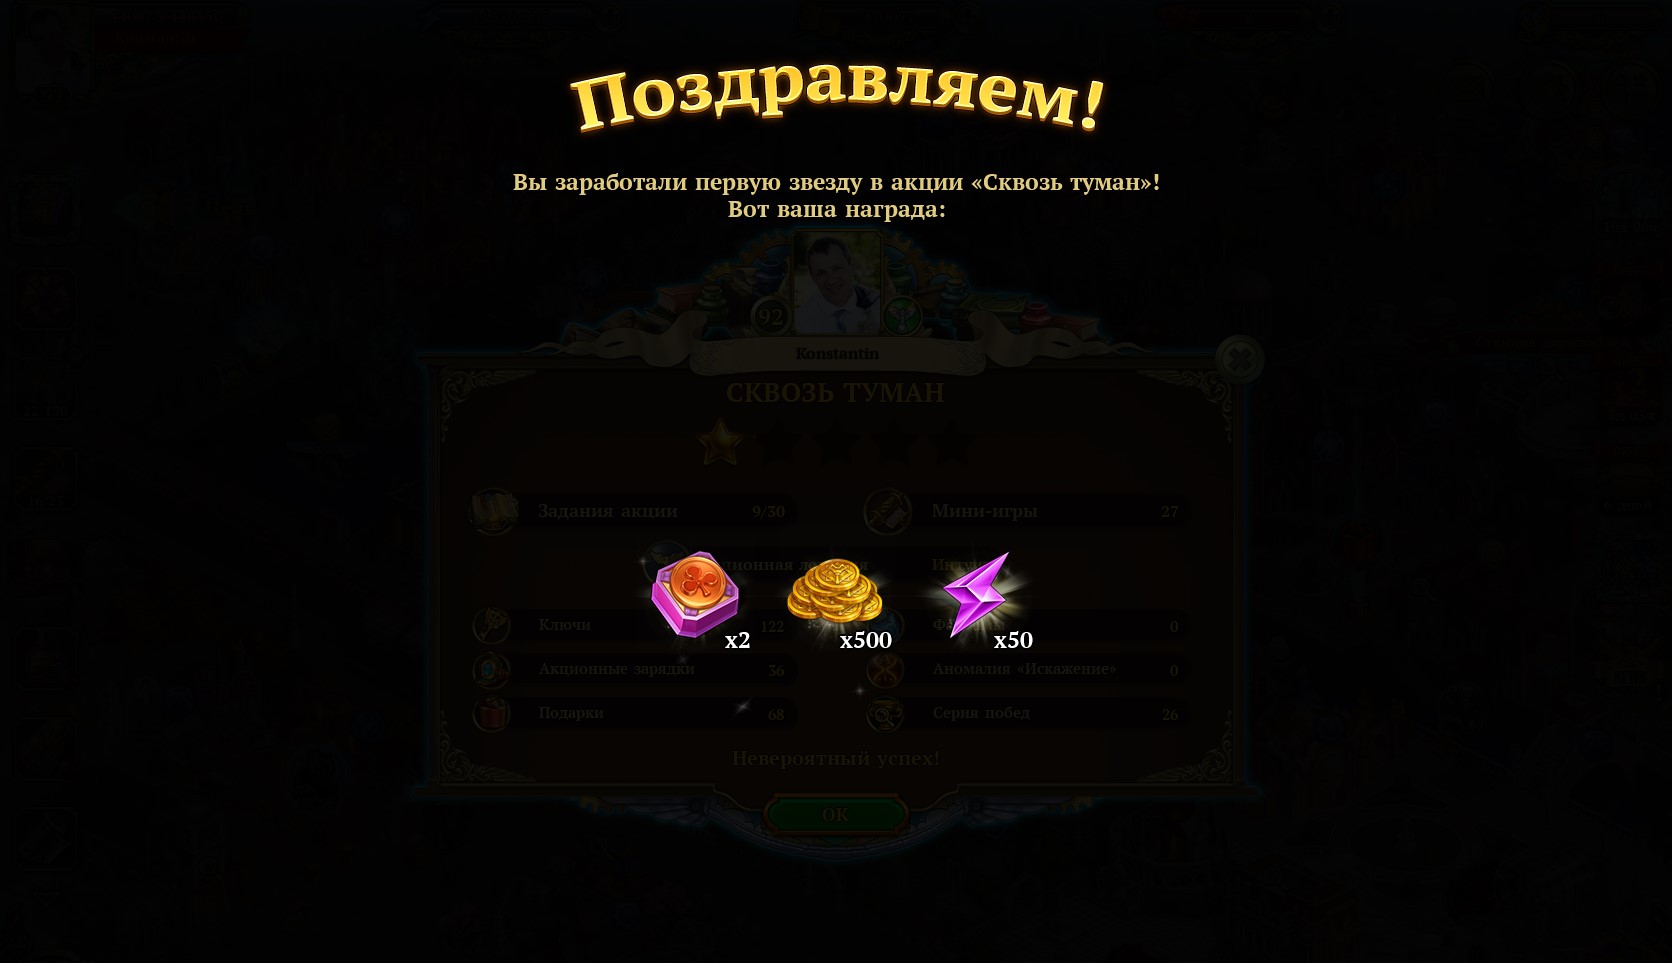 Поздравляем!
Вы заработали первую звезду в акции «Сквозь туман»!
Вот ваша награда:
92
Konstantin
СКВОЗЬ ТУМАН
Задания акции 9/30
Мини-игры 27
x2
x500
x50
Ключи 122
0
Акционные зарядки 36
Аномалия «Искажение» 0
Подарки 68
Серия побед 26
Невероятный успех!
OK